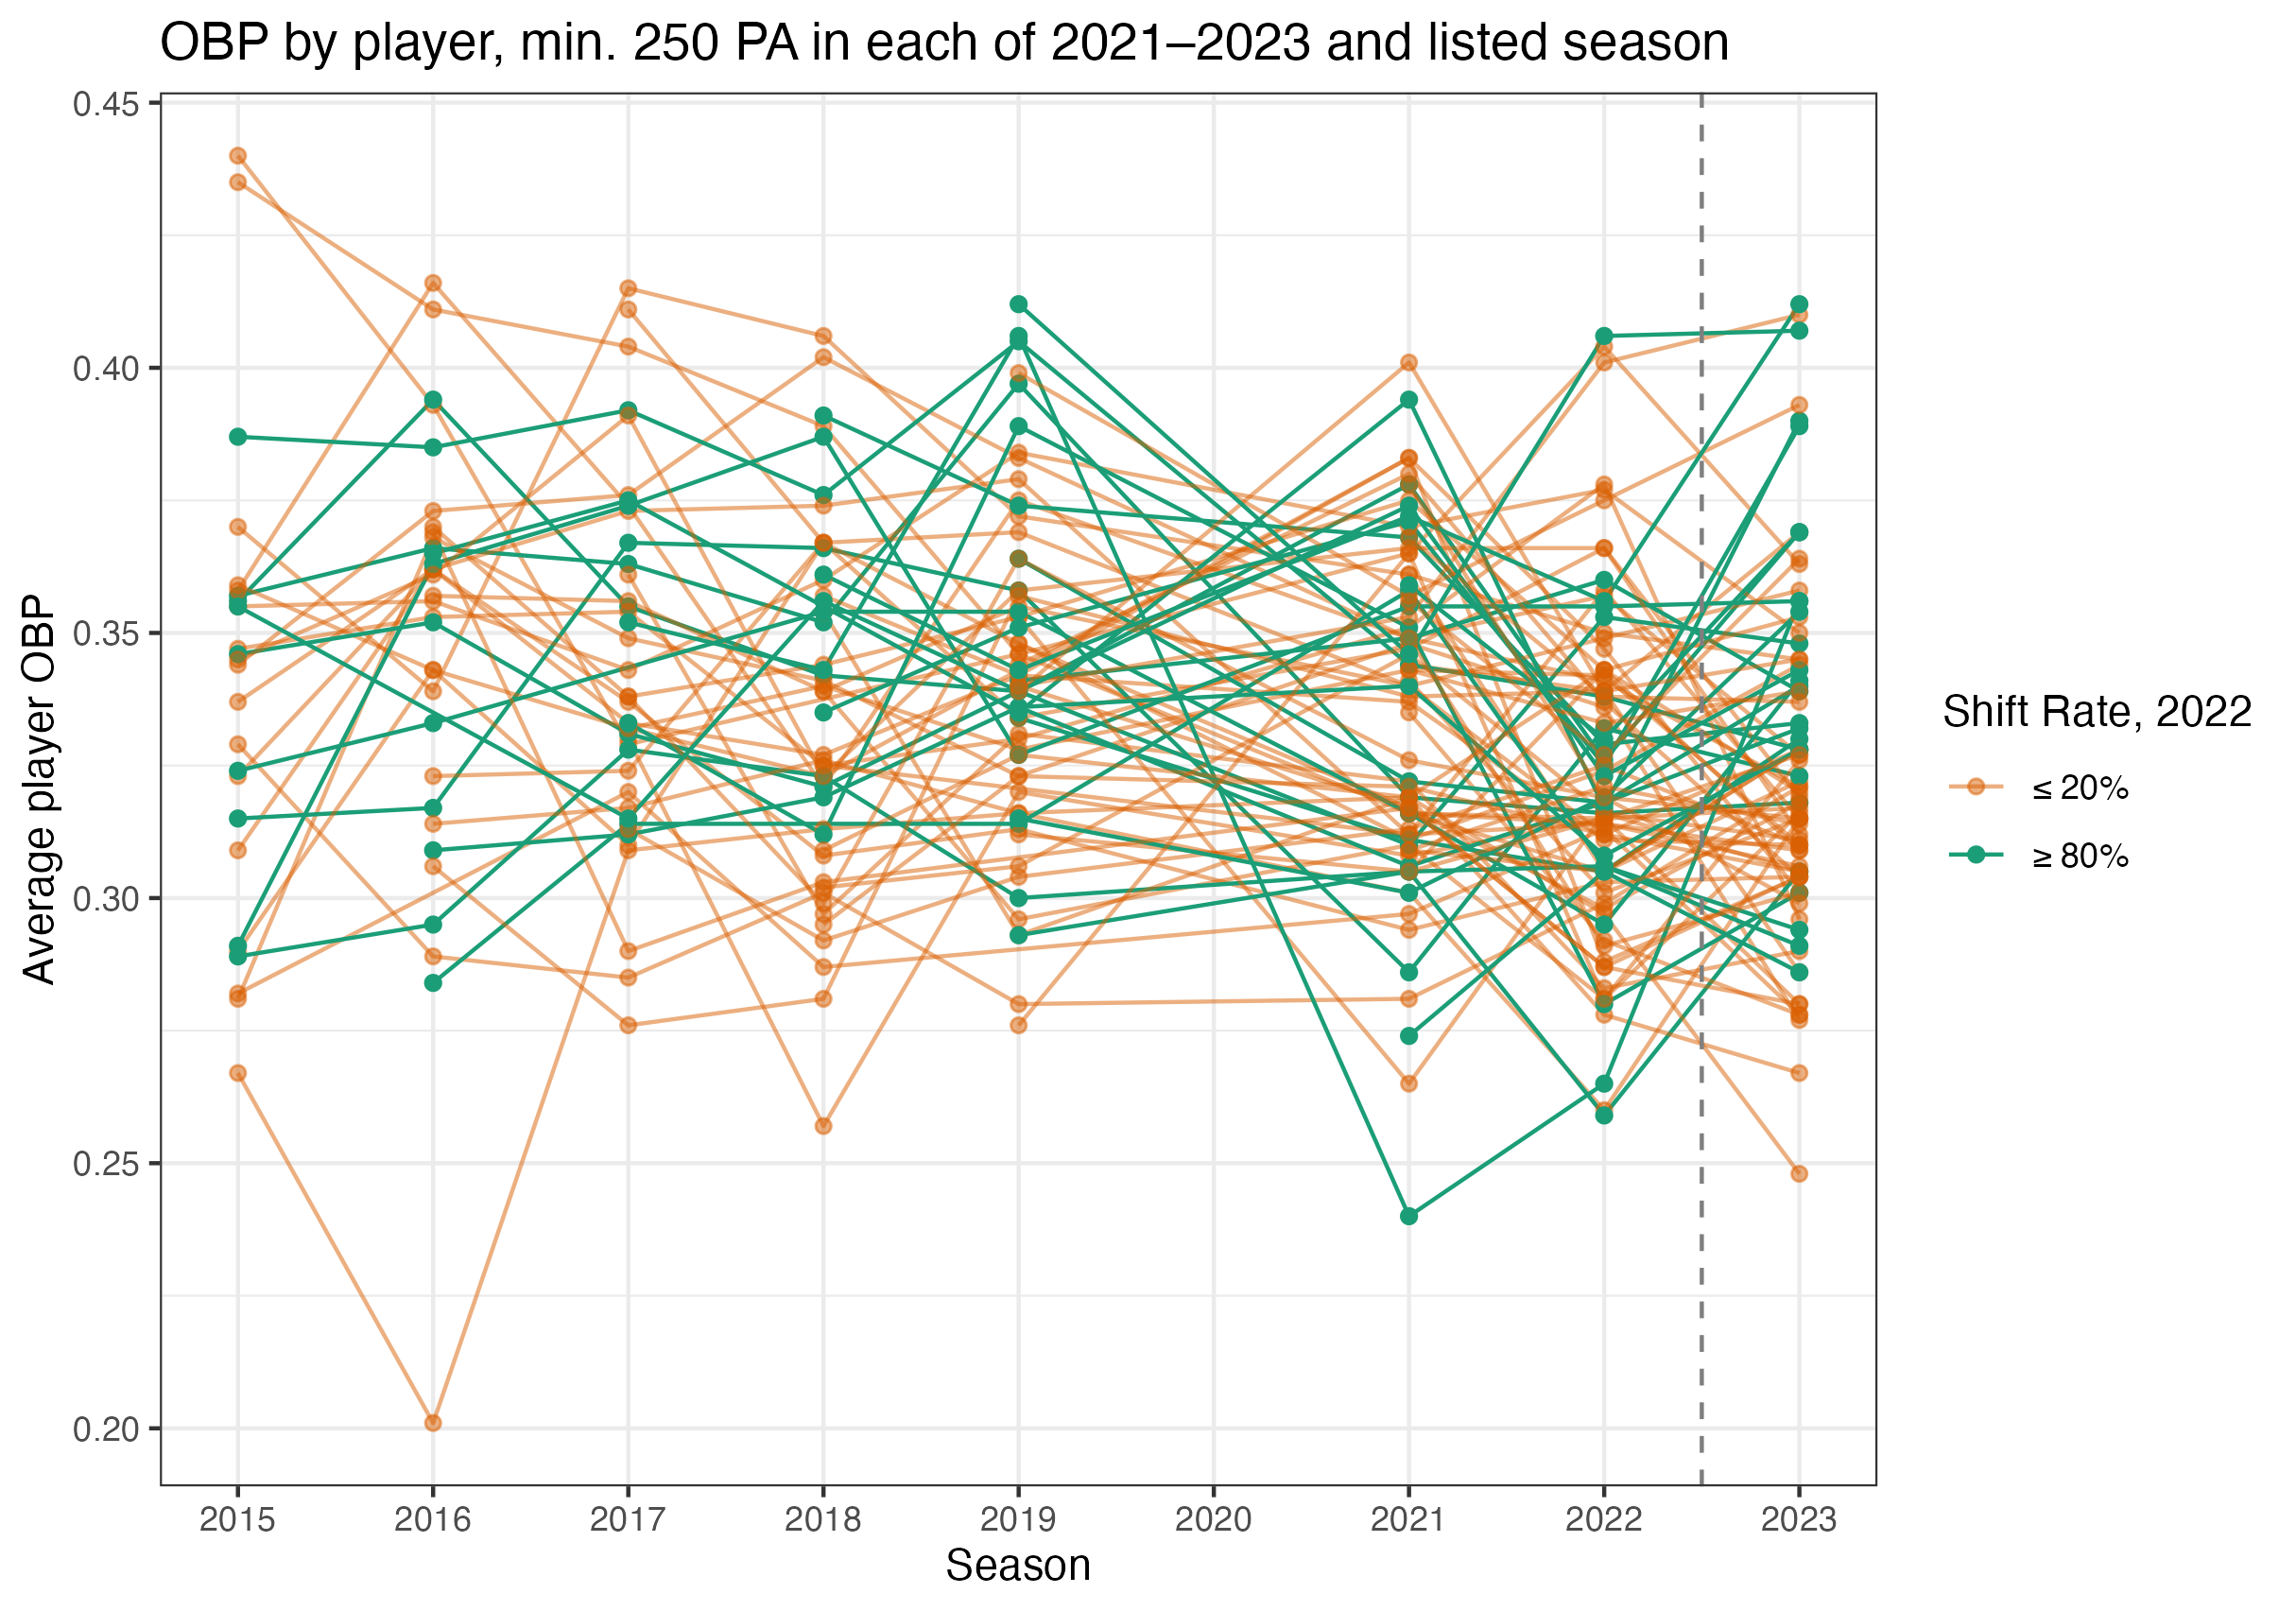 OBP by player, min. 250 PA in each of 2021–2023 and listed season
Average player OBP
0.45
0.40
0.35
0.30
0.25
0.20
2015 2016 2017 2018 2019 2020 2021 2022 2023
Season
Shift Rate, 2022
≤ 20%
≥ 80%